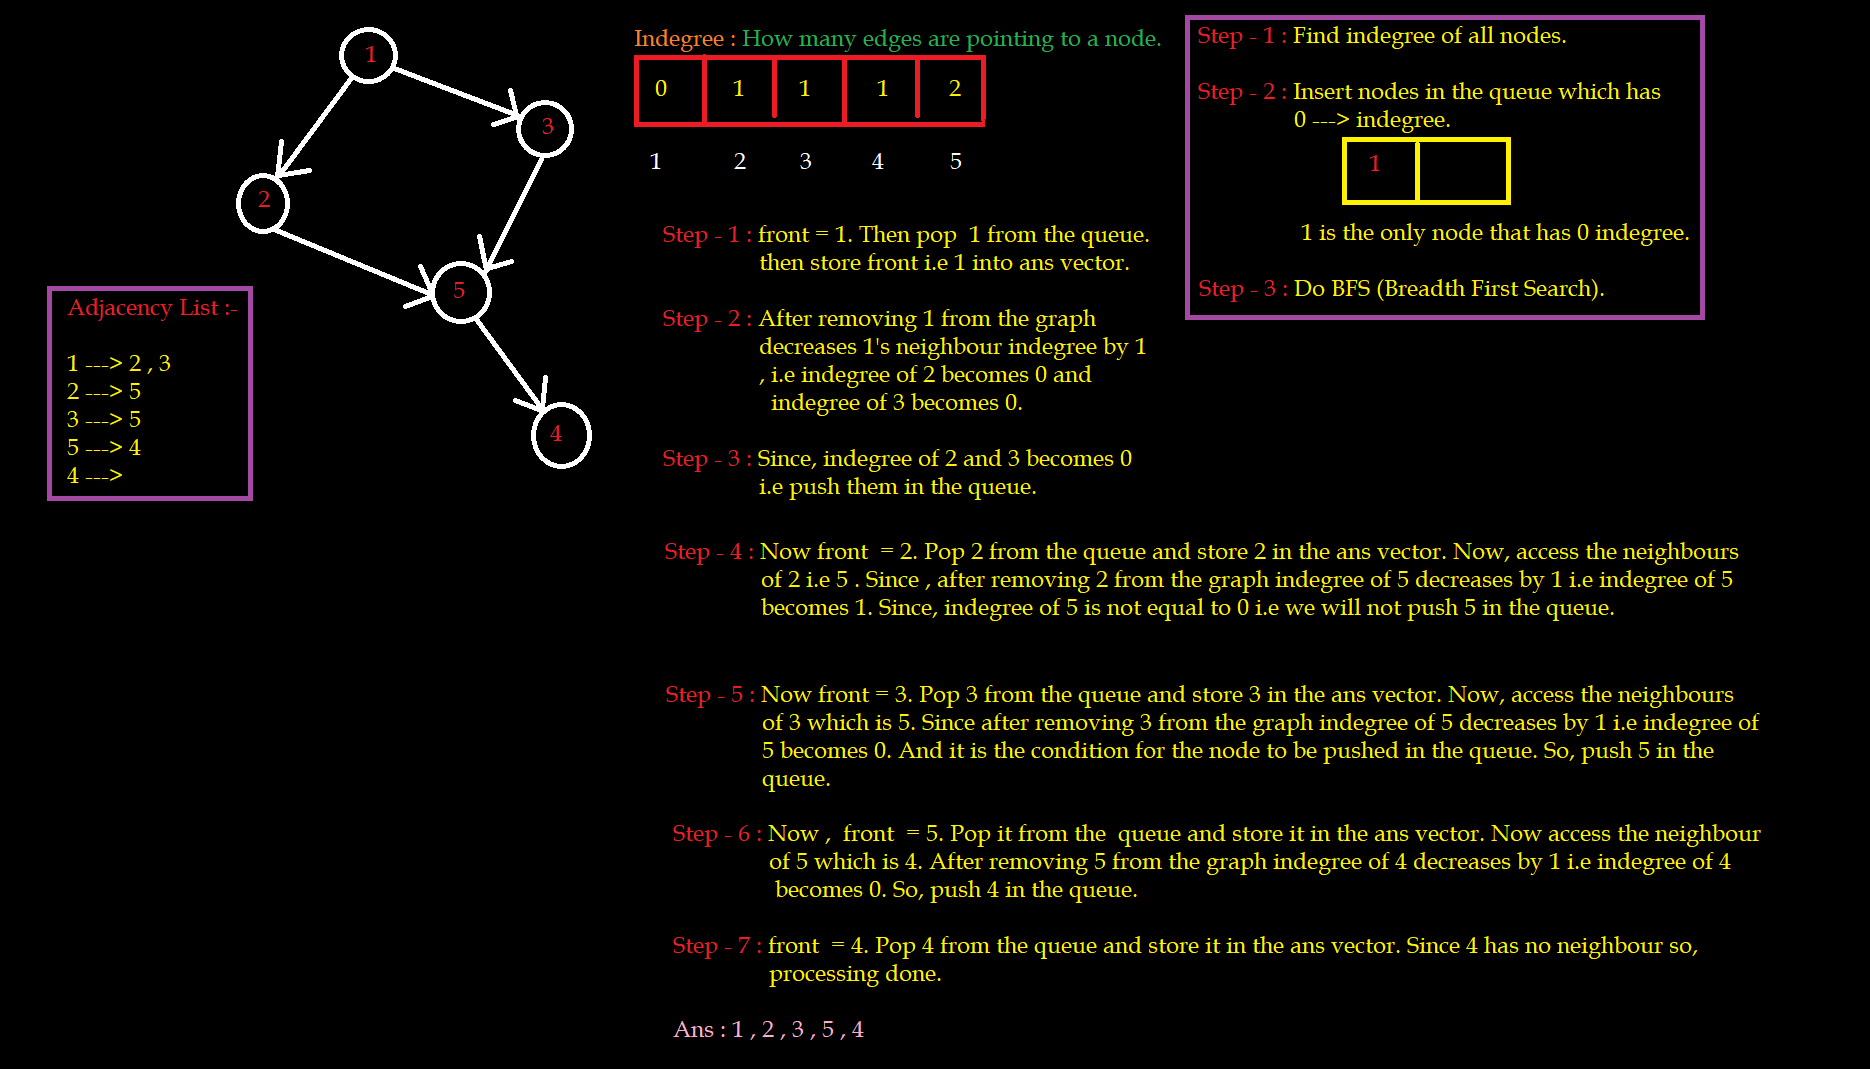 1
3
2
5
4
Adjacency List :-
1 ---> 2 , 3
2 ---> 5
3 ---> 5
5 ---> 4
4 --->
Indegree : How many edges are pointing to a node.
0 1 1 1 2
1 2 3 4 5
Step - 1 : front = 1. Then pop 1 from the queue.
then store front i.e 1 into ans vector.
Step - 2 : After removing 1 from the graph
decreases 1's neighbour indegree by 1
, i.e indegree of 2 becomes 0 and
indegree of 3 becomes 0.
Step - 3 : Since, indegree of 2 and 3 becomes 0
i.e push them in the queue.
Step - 1 : Find indegree of all nodes.
Step - 2 : Insert nodes in the queue which has
0 ---> indegree.
1
1 is the only node that has 0 indegree.
Step - 3 : Do BFS (Breadth First Search).
Step - 4 : Now front = 2. Pop 2 from the queue and store 2 in the ans vector. Now, access the neighbours
of 2 i.e 5 . Since , after removing 2 from the graph indegree of 5 decreases by 1 i.e indegree of 5
becomes 1. Since, indegree of 5 is not equal to 0 i.e we will not push 5 in the queue.
Step - 5 : Now front = 3. Pop 3 from the queue and store 3 in the ans vector. Now, access the neighbours
of 3 which is 5. Since after removing 3 from the graph indegree of 5 decreases by 1 i.e indegree of
5 becomes 0. And it is the condition for the node to be pushed in the queue. So, push 5 in the
queue.
Step - 6 : Now , front = 5. Pop it from the queue and store it in the ans vector. Now access the neighbour
of 5 which is 4. After removing 5 from the graph indegree of 4 decreases by 1 i.e indegree of 4
becomes 0. So, push 4 in the queue.
Step - 7 : front = 4. Pop 4 from the queue and store it in the ans vector. Since 4 has no neighbour so,
processing done.
Ans : 1 , 2 , 3 , 5 , 4